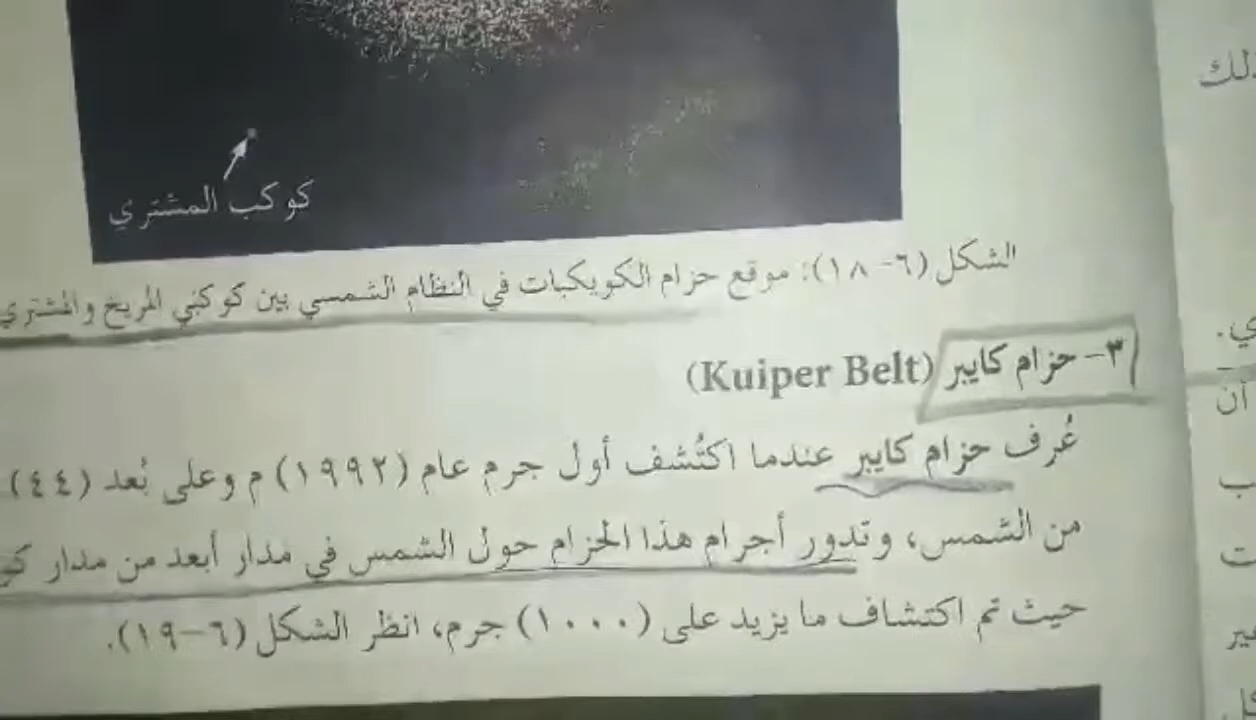 كوكب المشتري
الشكل (٦-١٨): موقع حزام الكويكبات في النظام الشمسي بين كوكبي المريخ والمشتري
٣- حزام كايبر (Kuiper Belt)
عُرف حزام كايبر عندما اكتُشف أول جرم عام (١٩٩٢) م وعلى بُعد (٤٤)
من الشمس، وتدور أجرام هذا الحزام حول الشمس في مدار أبعد من مدار
حيث تم اكتشاف ما يزيد على (١٠٠٠) جرم، انظر الشكل (٦-١٩).